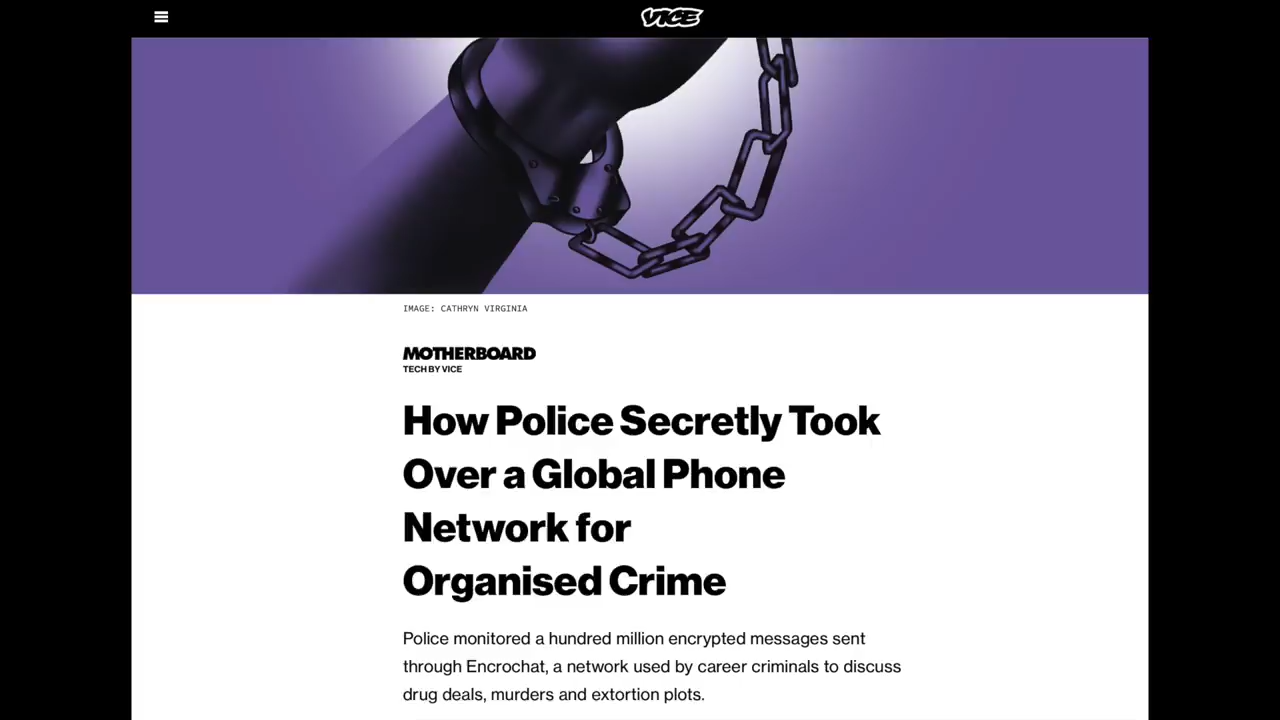 VICE
IMAGE: CATHRYN VIRGINIA
MOTHERBOARD
TECH BY VICE
How Police Secretly Took
Over a Global Phone
Network for
Organised Crime
Police monitored a hundred million encrypted messages sent
through Encrochat, a network used by career criminals to discuss
drug deals, murders and extortion plots.